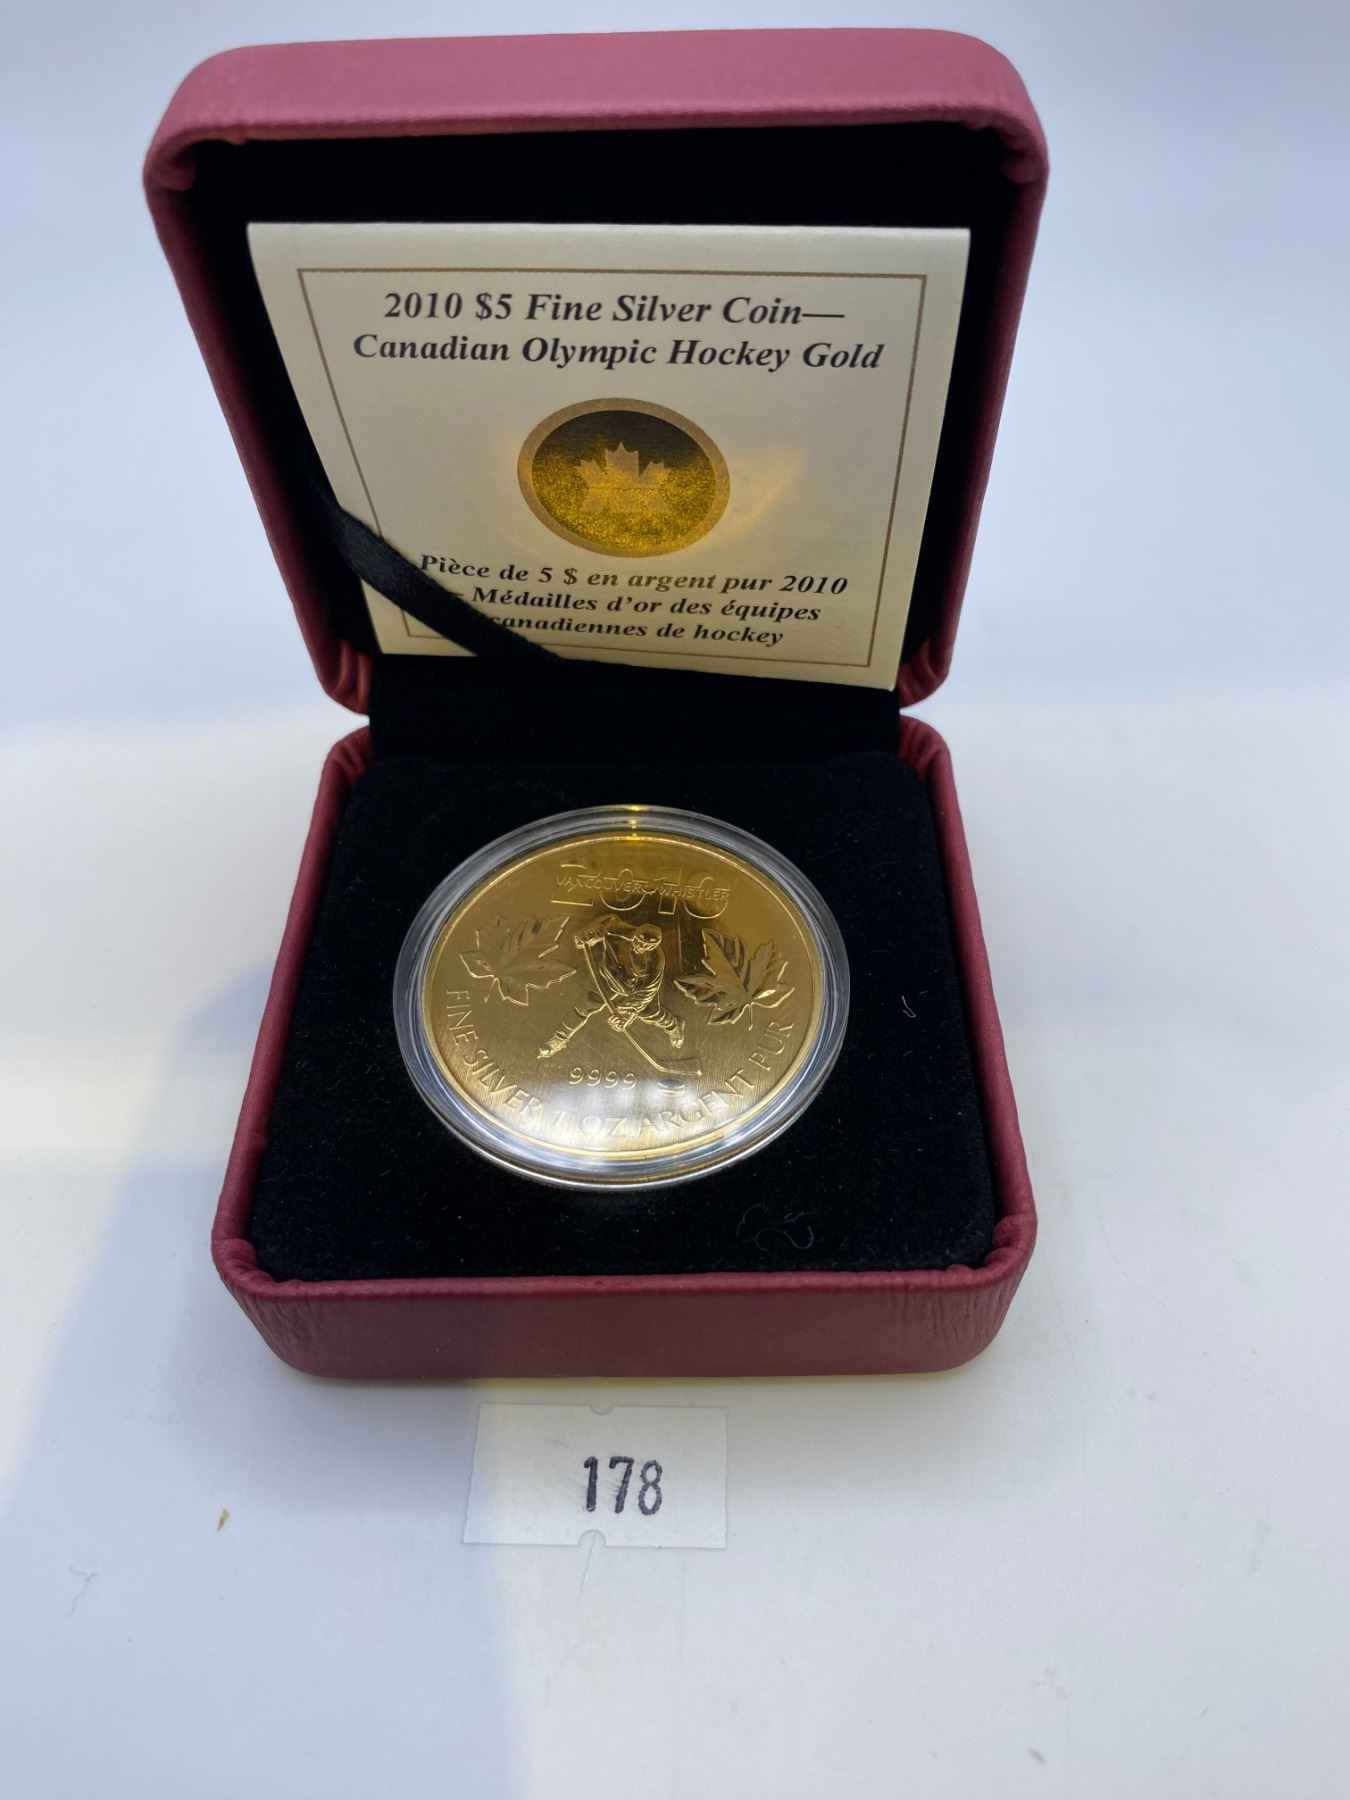 2010 $5 Fine Silver Coin—
Canadian Olympic Hockey Gold
Pièce de 5 $ en argent pur 2010
– Médailles d'or des équipes
canadiennes de hockey
2010
VANCOUVER WHISTLER
9999
FINE SILVER 1 OZ ARGENT PUR
178